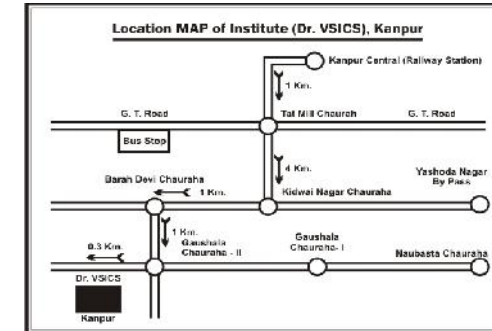 Location MAP of Institute (Dr. VSICS), Kanpur
Kanpur Central (Railway Station)
1 Km.
G. T. Road
Tat Mill Chaurah
G. T. Road
Bus Stop
4 Km.
Yashoda Nagar
By Pass
Barah Devi Chauraha
1 Km.
Kidwai Nagar Chauraha
1 Km.
Gaushala
Chauraha - II
Gaushala
Chauraha- I
0.3 Km.
Naubasta Chauraha
Dr. VSICS
Kanpur